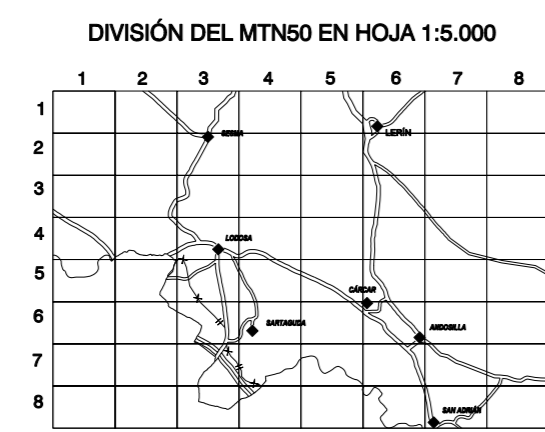 DIVISIÓN DEL MTN50 EN HOJA 1:5.000
1 2 3 4 5 6 7 8
1
LERÍN
2 SESMA
3
4 LODOSA
5
CÁRCAR
6 SARTAGUDA ANDOSILLA
7
8 SAN ADRIÁN